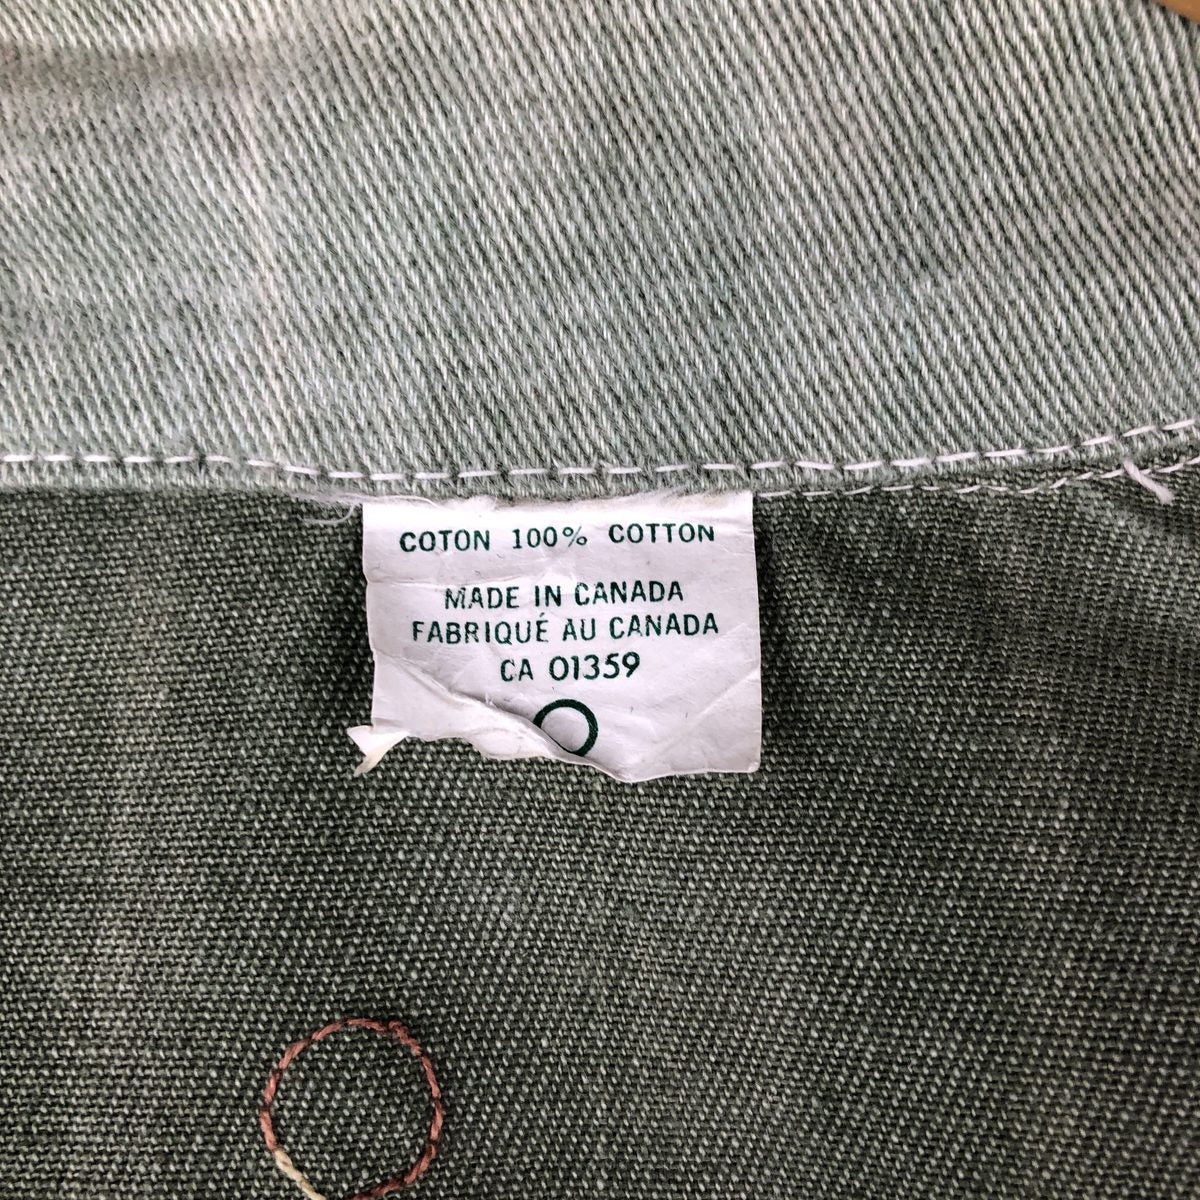 COTON 100% COTTON
MADE IN CANADA
FABRIQUÉ AU CANADA
CA 01359